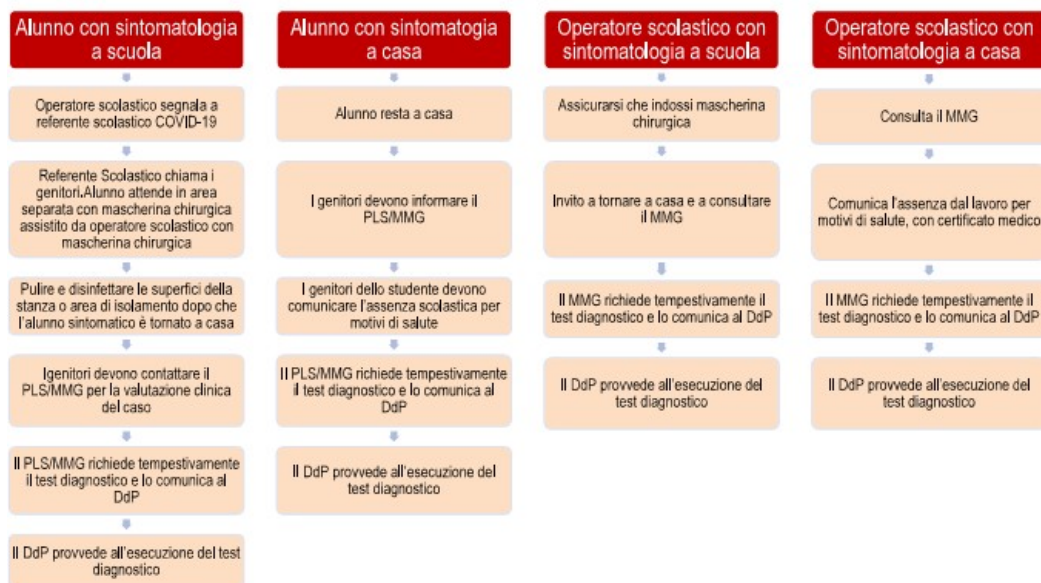 Alunno con sintomatologia
a scuola
Operatore scolastico segnala a
referente scolastico COVID-19
Referente Scolastico chiama i
genitori.Alunno attende in area
separata con mascherina chirurgica
assistito da operatore scolastico con
mascherina chirurgica
Pulire e disinfettare le superfici della
stanza o area di isolamento dopo che
l'alunno sintomatico è tornato a casa
Igenitori devono contattare il
PLS/MMG per la valutazione clinica
del caso
Il PLS/MMG richiede tempestivamente
il test diagnostico e lo comunica al
DdP
Il DdP provvede all'esecuzione del test
diagnostico
Alunno con sintomatogia
a casa
Alunno resta a casa
I genitori devono informare il
PLS/MMG
I genitori dello studente devono
comunicare l'assenza scolastica per
motivi di salute
Il PLS/MMG richiede tempestivamente
il test diagnostico e lo comunica al
DdP
Il DdP provvede all'esecuzione del
test diagnostico
Operatore scolastico con
sintomatologia a scuola
Assicurarsi che indossi mascherina
chirurgica
Invito a tornare a casa e a consultare
il MMG
Il MMG richiede tempestivamente il
test diagnostico e lo comunica al DdP
Il DdP provvede all'esecuzione del
test diagnostico
Operatore scolastico con
sintomatologia a casa
Consulta il MMG
Comunica l'assenza dal lavoro per
motivi di salute, con certificato medico
Il MMG richiede tempestivamente il
test diagnostico e lo comunica al DdP
Il DdP provvede all'esecuzione del
test diagnostico